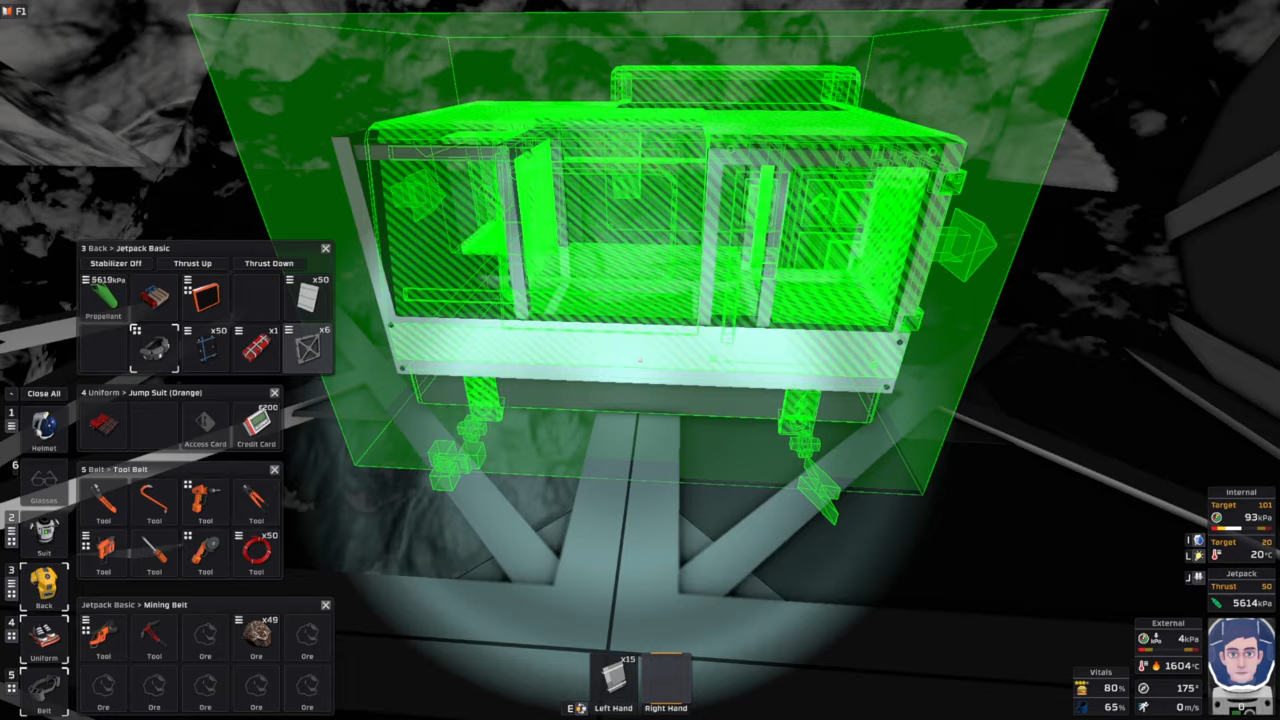 F1
3 Back > Jetpack Basic
Stabilizer Off Thrust Up Thrust Down
5619kPa x50
Propellant
x50 x1 x6
Close All
4 Uniform > Jump Suit (Orange)
1
Helmet
€200
Access Card Credit Card
6
Glasses
5 Belt > Tool Belt
Tool Tool Tool Tool
2
Suit
x50
Tool Tool Tool Tool
3
Back
Jetpack Basic > Mining Belt
4
Uniform
x49
Tool Tool Ore Ore Ore
5
Belt
Ore Ore Ore Ore Ore
x15
E Left Hand Right Hand
Internal
Target 101
93kPa
Target 20
20°C
I
L
J
Jetpack
Thrust 50
5614kPa
External
kPa 4kPa
1604°C
175°
0m/s
Vitals
80%
65%
0